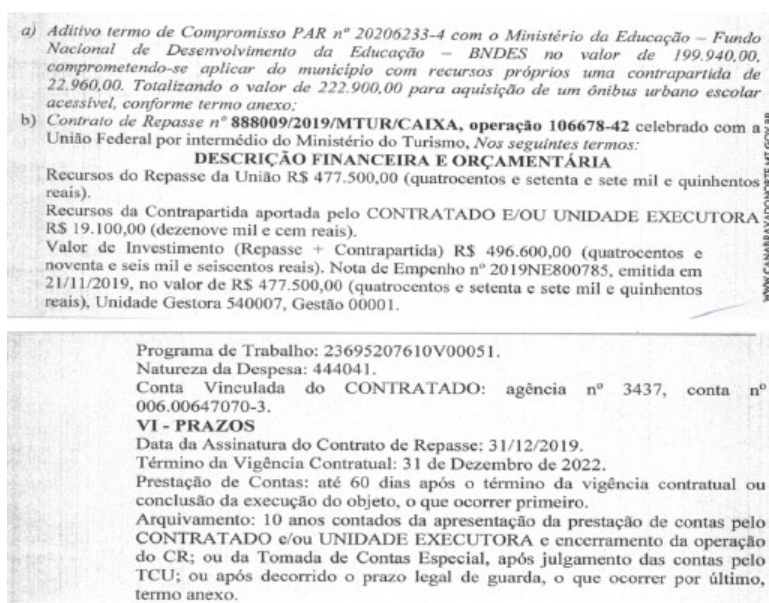 a) Aditivo termo de Compromisso PAR nº 20206233-4 com o Ministério da Educação – Fundo
Nacional de Desenvolvimento da Educação – BNDES no valor de 199.940,00,
comprometendo-se aplicar do município com recursos próprios uma contrapartida de
22.960,00. Totalizando o valor de 222.900,00 para aquisição de um ônibus urbano escolar
acessível, conforme termo anexo;
b) Contrato de Repasse nº 888009/2019/MTUR/CAIXA, operação 106678-42 celebrado com a
União Federal por intermédio do Ministério do Turismo, Nos seguintes termos:
DESCRIÇÃO FINANCEIRA E ORÇAMENTÁRIA
Recursos do Repasse da União R$ 477.500,00 (quatrocentos e setenta e sete mil e quinhentos
reais).
Recursos da Contrapartida aportada pelo CONTRATADO E/OU UNIDADE EXECUTORA
R$ 19.100,00 (dezenove mil e cem reais).
Valor de Investimento (Repasse + Contrapartida) R$ 496.600,00 (quatrocentos e
noventa e seis mil e seiscentos reais). Nota de Empenho nº 2019NE800785, emitida em
21/11/2019, no valor de R$ 477.500,00 (quatrocentos e setenta e sete mil e quinhentos
reais), Unidade Gestora 540007, Gestão 00001.
WWW.CANABRAVADONORTE.MT.GOV.BR
Programa de Trabalho: 23695207610V00051.
Natureza da Despesa: 444041.
Conta Vinculada do CONTRATADO: agência nº 3437, conta nº
006.00647070-3.
VI - PRAZOS
Data da Assinatura do Contrato de Repasse: 31/12/2019.
Término da Vigência Contratual: 31 de Dezembro de 2022.
Prestação de Contas: até 60 dias após o término da vigência contratual ou
conclusão da execução do objeto, o que ocorrer primeiro.
Arquivamento: 10 anos contados da apresentação da prestação de contas pelo
CONTRATADO e/ou UNIDADE EXECUTORA e encerramento da operação
do CR; ou da Tomada de Contas Especial, após julgamento das contas pelo
TCU; ou após decorrido o prazo legal de guarda, o que ocorrer por último,
termo anexo.